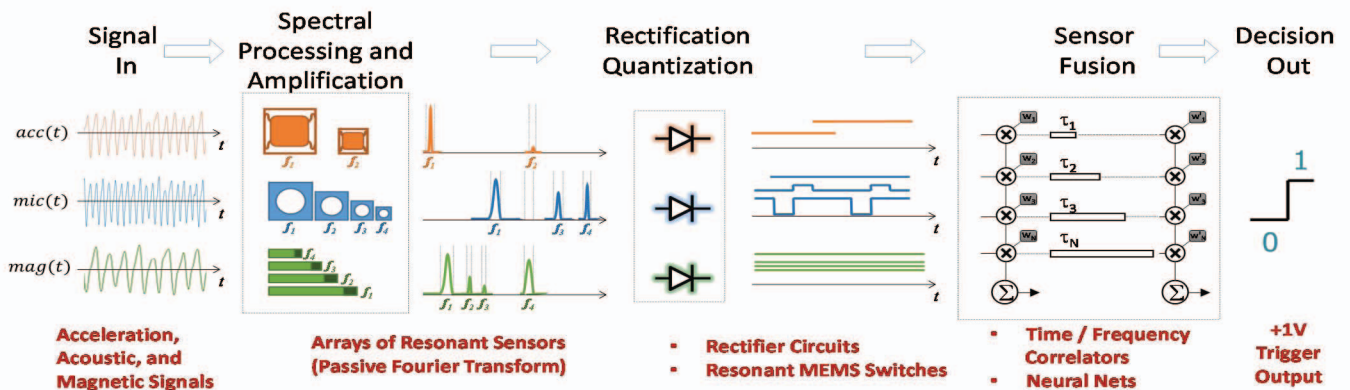 Signal
In
Spectral
Processing and
Amplification
Rectification
Quantization
Sensor
Fusion
Decision
Out
acc(t)
t
f1
f2
f1
f2
t
w1
τ1
w'1
mic(t)
t
f1
f2
f3
f4
f1
f3
f4
t
w2
τ2
w'2
w3
τ3
w'3
1
0
mag(t)
t
f4
f3
f2
f1
f1
f2
f3
f4
t
wN
τN
w'N
Σ
Σ
Acceleration,
Acoustic, and
Magnetic Signals
Arrays of Resonant Sensors
(Passive Fourier Transform)
▪ Rectifier Circuits
▪ Resonant MEMS Switches
▪ Time / Frequency
Correlators
▪ Neural Nets
+1V
Trigger
Output